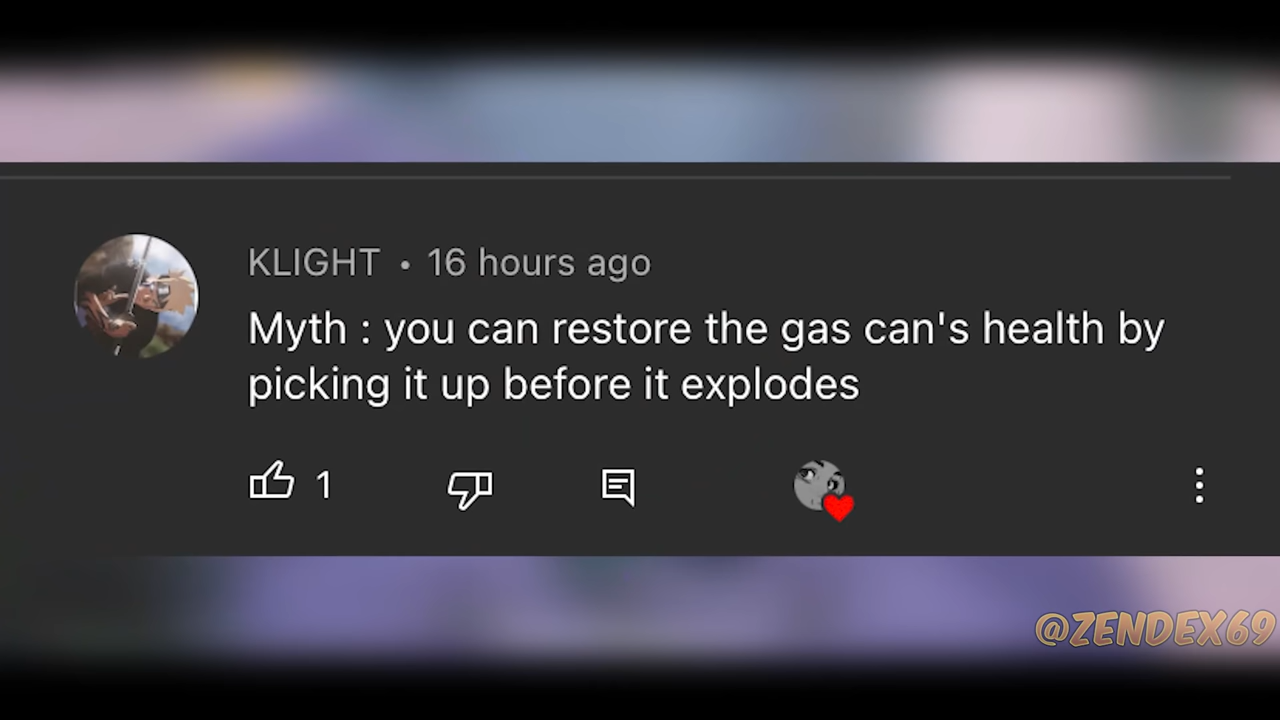 KLIGHT • 16 hours ago
Myth : you can restore the gas can's health by
picking it up before it explodes
1
@ZENDEX69